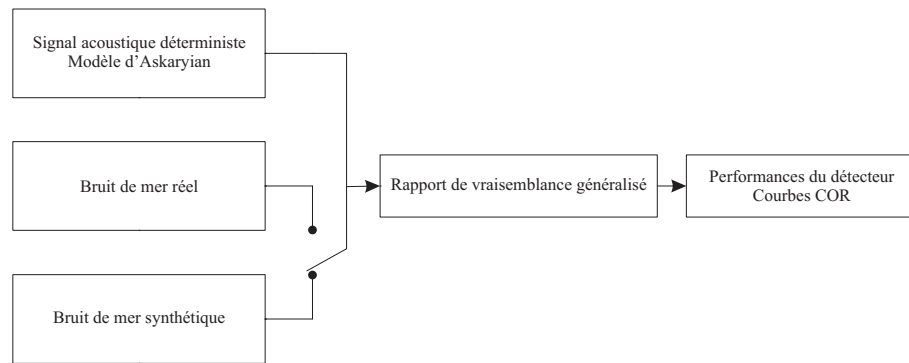 Signal acoustique déterministe
Modèle d'Askaryian
Bruit de mer réel
Rapport de vraisemblance généralisé
Performances du détecteur
Courbes COR
Bruit de mer synthétique